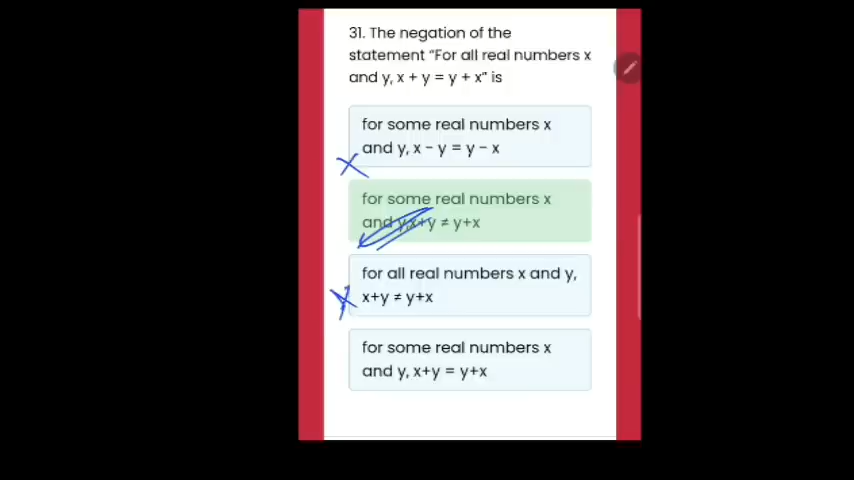 31. The negation of the
statement "For all real numbers x
and y, x + y = y + x" is
for some real numbers x
and y, x - y = y - x
for some real numbers x
and y,x+y ≠ y+x
for all real numbers x and y,
x+y ≠ y+x
for some real numbers x
and y, x+y = y+x